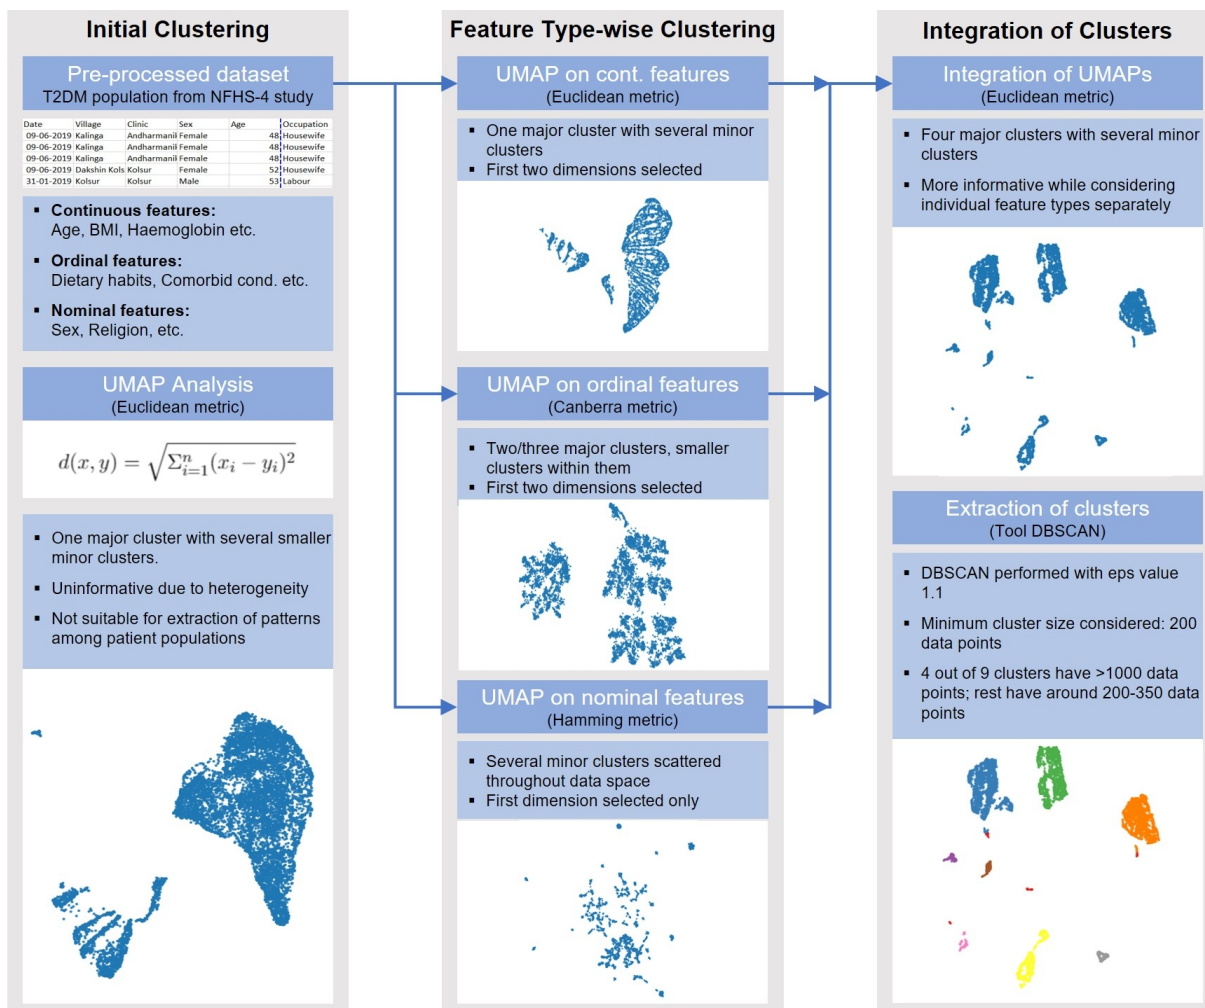 Initial Clustering
Pre-processed dataset
T2DM population from NFHS-4 study
Date Village Clinic Sex Age Occupation
09-06-2019 Kalinga Andharmanik Female 48 Housewife
09-06-2019 Kalinga Andharmanik Female 48 Housewife
09-06-2019 Kalinga Andharmanik Female 48 Housewife
09-06-2019 Dakshin Kols Kolsur Female 52 Housewife
31-01-2019 Kolsur Kolsur Male 53 Labour
▪ Continuous features:
Age, BMI, Haemoglobin etc.
▪ Ordinal features:
Dietary habits, Comorbid cond. etc.
▪ Nominal features:
Sex, Religion, etc.
UMAP Analysis
(Euclidean metric)
d(x, y) = √Σⁿᵢ₌₁(xᵢ − yᵢ)²
▪ One major cluster with several smaller
minor clusters.
▪ Uninformative due to heterogeneity
▪ Not suitable for extraction of patterns
among patient populations
Feature Type-wise Clustering
UMAP on cont. features
(Euclidean metric)
▪ One major cluster with several minor
clusters
▪ First two dimensions selected
UMAP on ordinal features
(Canberra metric)
▪ Two/three major clusters, smaller
clusters within them
▪ First two dimensions selected
UMAP on nominal features
(Hamming metric)
▪ Several minor clusters scattered
throughout data space
▪ First dimension selected only
Integration of Clusters
Integration of UMAPs
(Euclidean metric)
▪ Four major clusters with several minor
clusters
▪ More informative while considering
individual feature types separately
Extraction of clusters
(Tool DBSCAN)
▪ DBSCAN performed with eps value
1.1
▪ Minimum cluster size considered: 200
data points
▪ 4 out of 9 clusters have >1000 data
points; rest have around 200-350 data
points